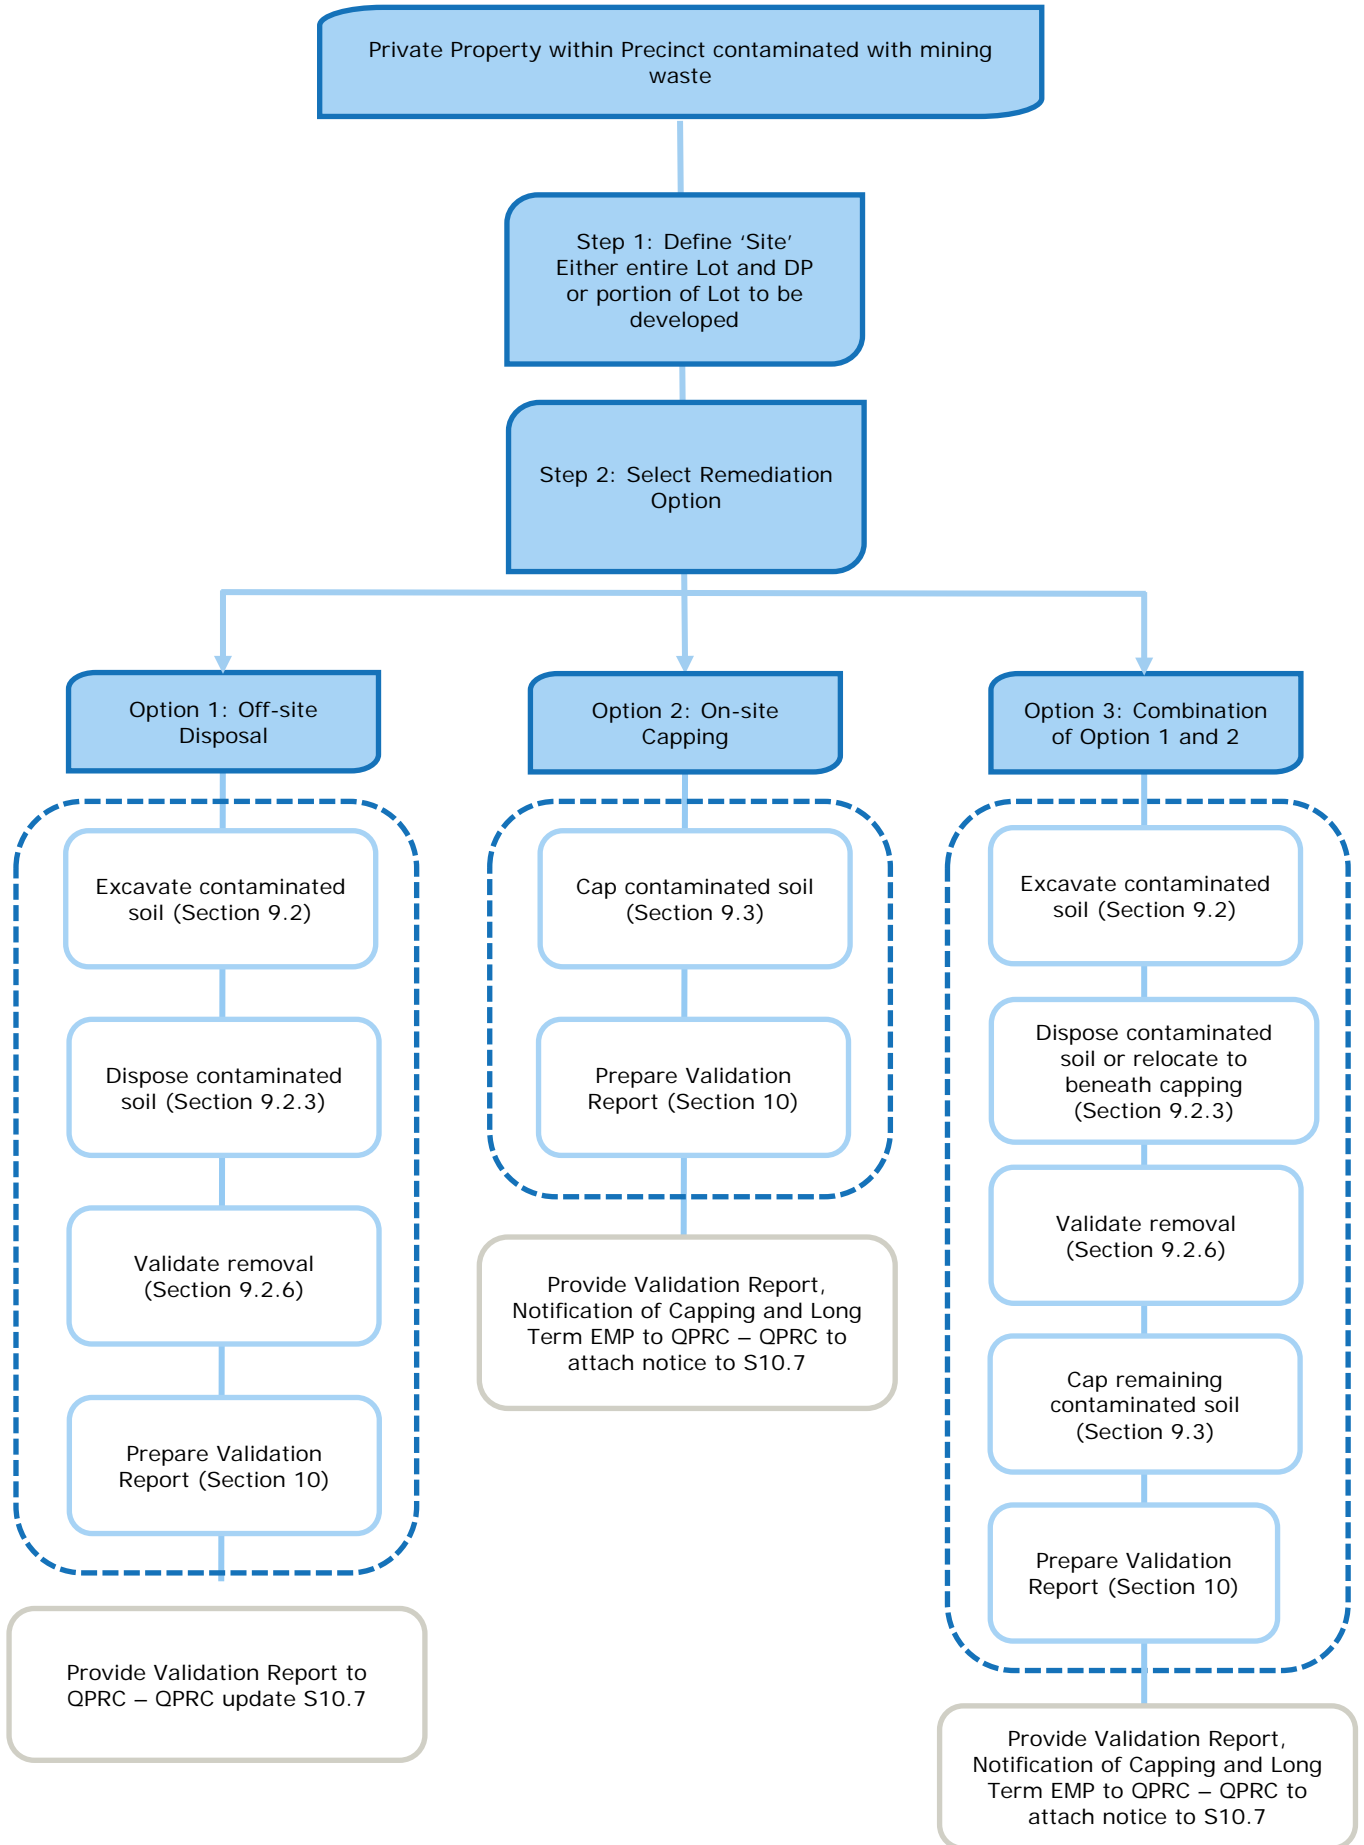 Private Property within Precinct contaminated with mining
waste
Step 1: Define ‘Site’
Either entire Lot and DP
or portion of Lot to be
developed
Step 2: Select Remediation
Option
Option 1: Off-site
Disposal
Excavate contaminated
soil (Section 9.2)
Dispose contaminated
soil (Section 9.2.3)
Validate removal
(Section 9.2.6)
Prepare Validation
Report (Section 10)
Provide Validation Report to
QPRC – QPRC update S10.7
Option 2: On-site
Capping
Cap contaminated soil
(Section 9.3)
Prepare Validation
Report (Section 10)
Provide Validation Report,
Notification of Capping and Long
Term EMP to QPRC – QPRC to
attach notice to S10.7
Option 3: Combination
of Option 1 and 2
Excavate contaminated
soil (Section 9.2)
Dispose contaminated
soil or relocate to
beneath capping
(Section 9.2.3)
Validate removal
(Section 9.2.6)
Cap remaining
contaminated soil
(Section 9.3)
Prepare Validation
Report (Section 10)
Provide Validation Report,
Notification of Capping and Long
Term EMP to QPRC – QPRC to
attach notice to S10.7